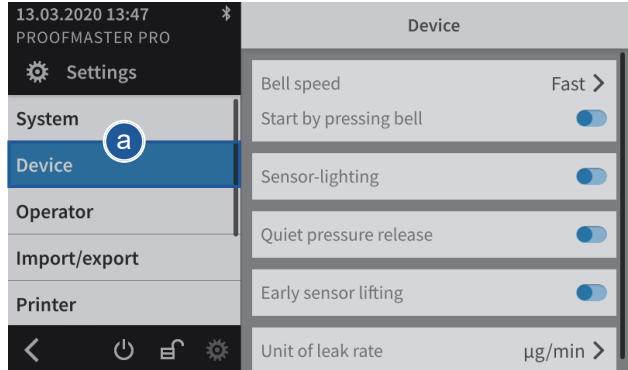 13.03.2020 13:47
PROOFMASTER PRO
Settings
System
a
Device
Operator
Import/export
Printer
Device
Bell speed Fast
Start by pressing bell
Sensor-lighting
Quiet pressure release
Early sensor lifting
Unit of leak rate µg/min